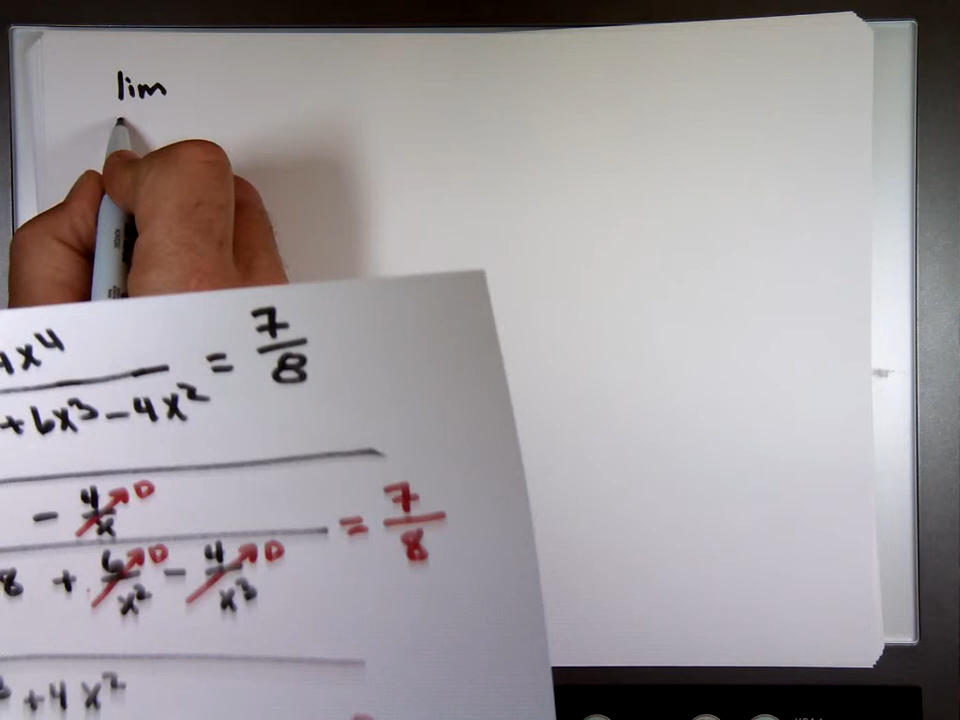 lim
4x⁴ = 7/8
+6x³-4x²
- 4/x → 0 = 7/8
8 + 6/x² → 0 - 4/x³ → 0
+4x²